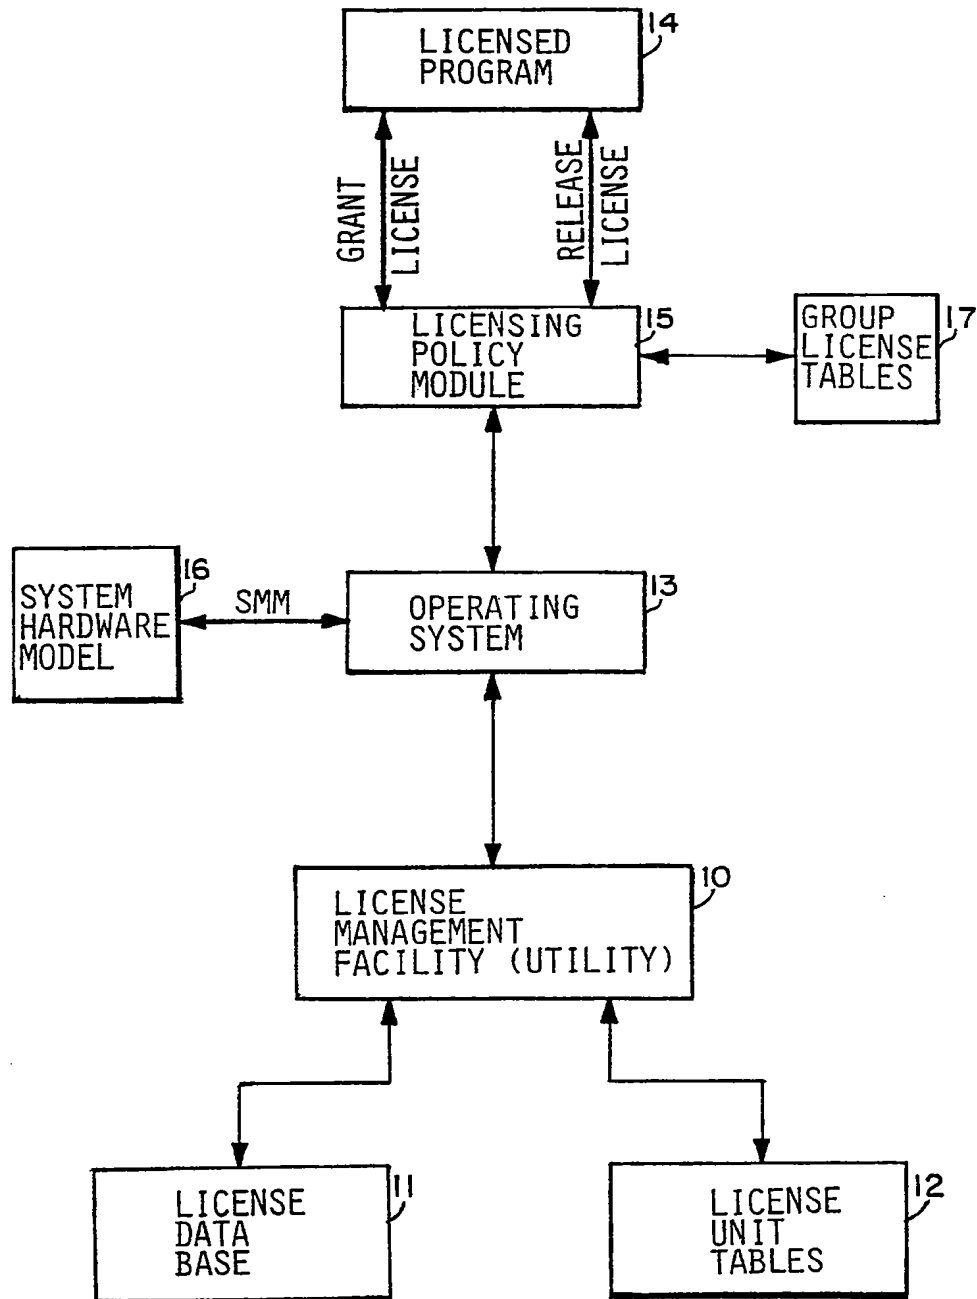 LICENSED
PROGRAM
14
GRANT
LICENSE
RELEASE
LICENSE
LICENSING
POLICY
MODULE
15
GROUP
LICENSE
TABLES
17
SYSTEM
HARDWARE
MODEL
16
SMM
OPERATING
SYSTEM
13
LICENSE
MANAGEMENT
FACILITY (UTILITY)
10
LICENSE
DATA
BASE
11
LICENSE
UNIT
TABLES
12